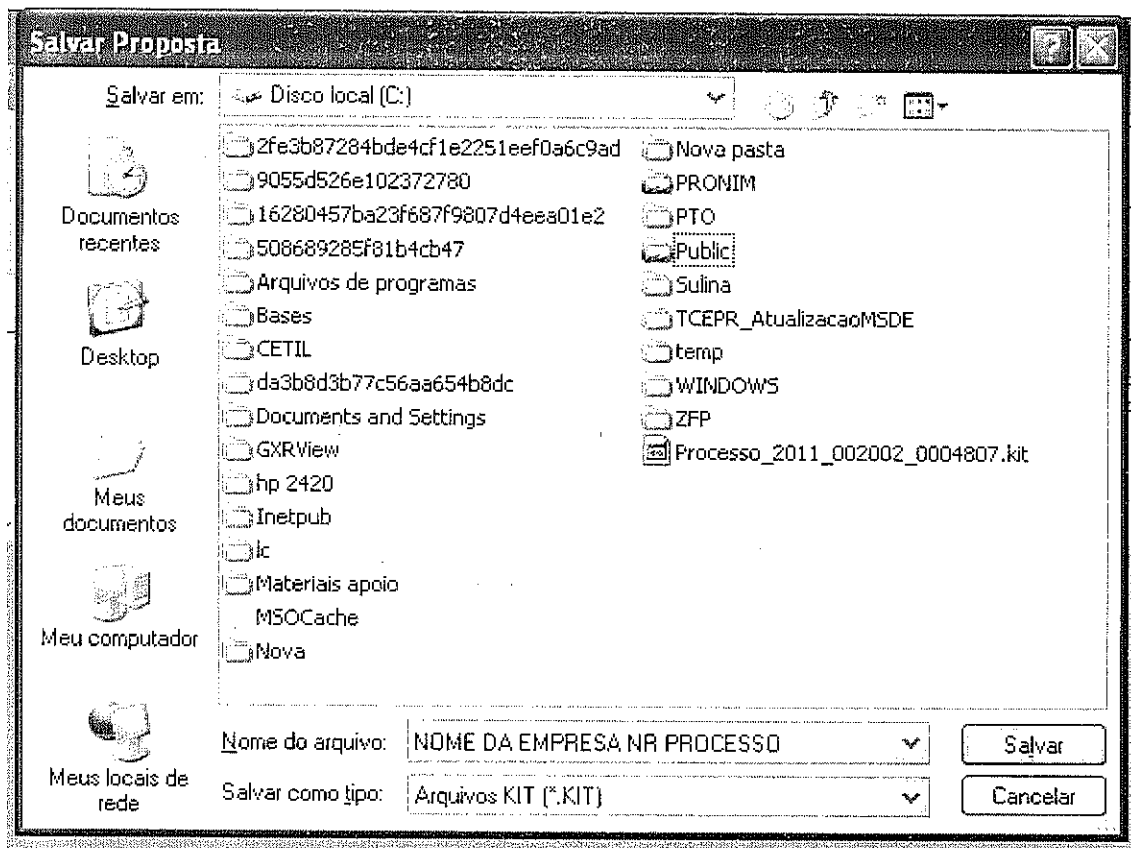 Salvar Proposta
Salvar em:
Disco local (C:)
Documentos
recentes
Desktop
Meus
documentos
Meu computador
Meus locais de
rede
2fe3b87284bde4cf1e2251eef0a6c9ad
9055d526e102372780
16280457ba23f687f9807d4eea01e2
508689285f81b4cb47
Arquivos de programas
Bases
CETIL
da3b8d3b77c56aa654b8dc
Documents and Settings
GXRView
hp 2420
Inetpub
lc
Materiais apoio
MSOCache
Nova
Nova pasta
PRONIM
PTO
Public
Sulina
TCEPR_AtualizacaoMSDE
temp
WINDOWS
ZFP
Processo_2011_002002_0004807.kit
Nome do arquivo:
NOME DA EMPRESA NR PROCESSO
Salvar
Salvar como tipo:
Arquivos KIT (*.KIT)
Cancelar